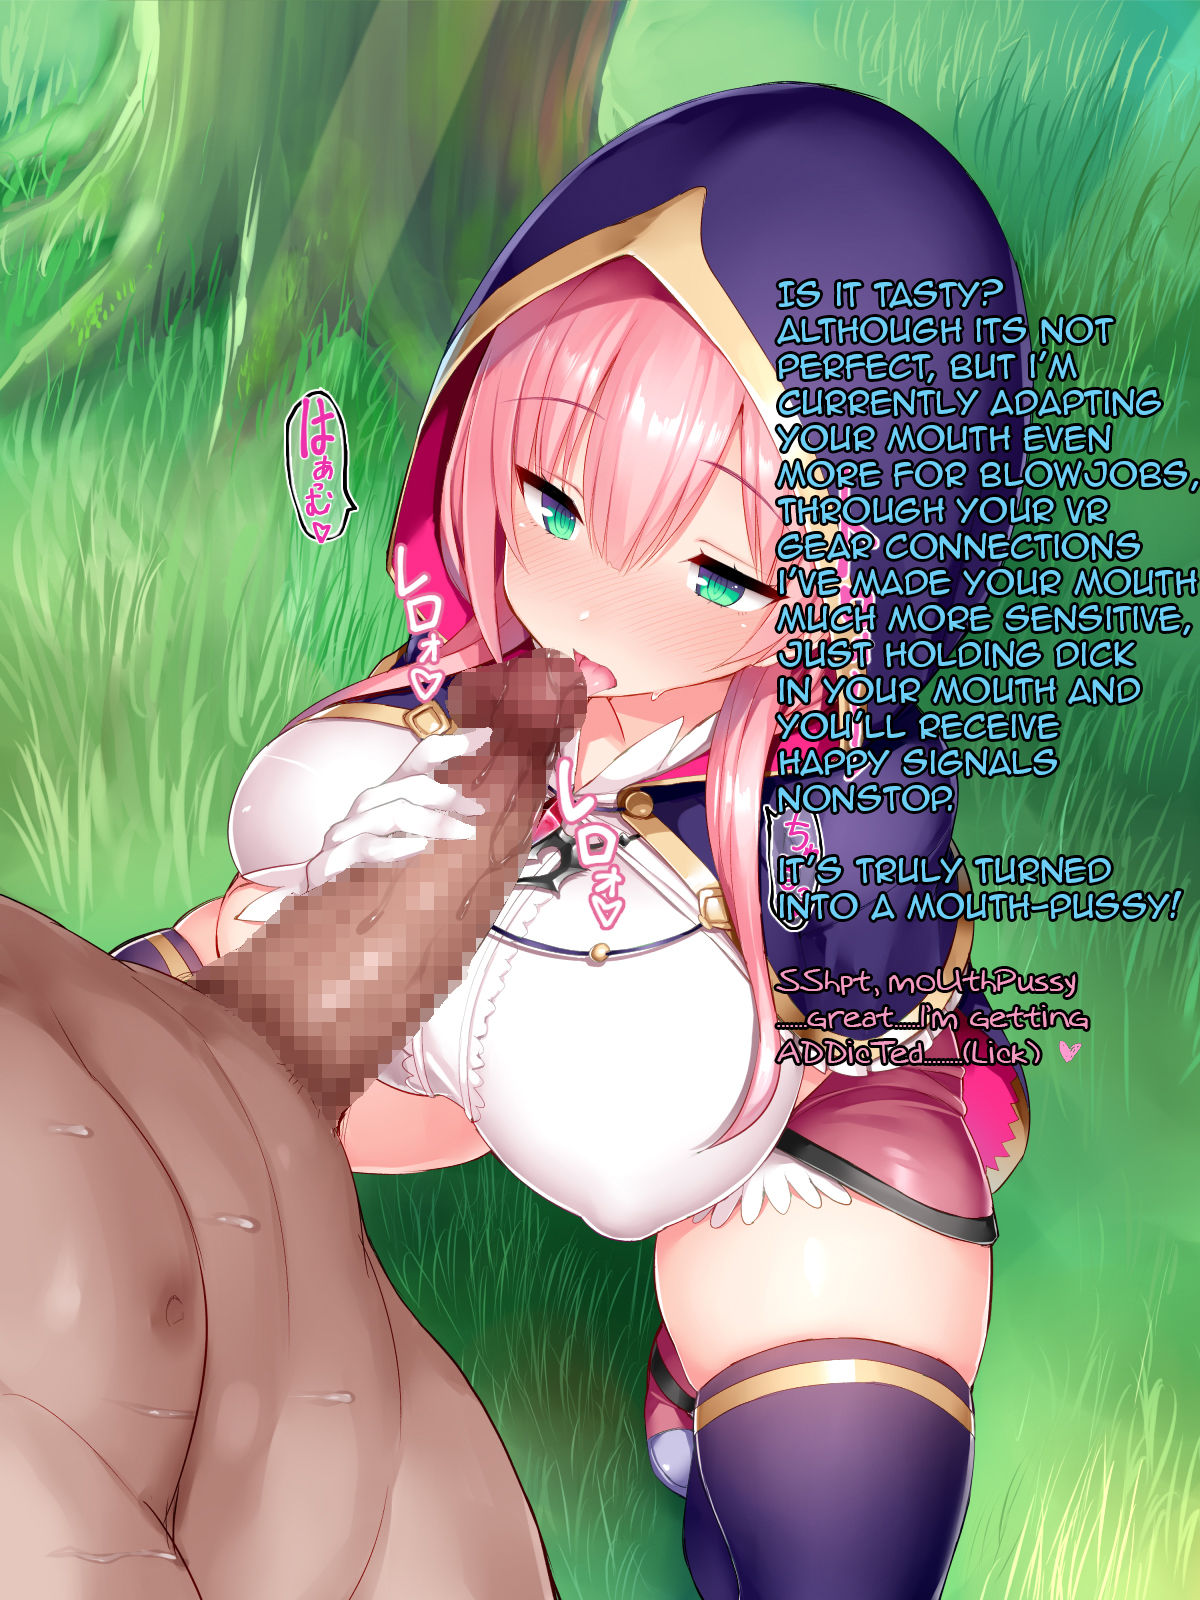 はぁっむ♡
レロォ♡
レロォ♡
IS IT TASTY?
ALTHOUGH ITS NOT
PERFECT, BUT I'M
CURRENTLY ADAPTING
YOUR MOUTH EVEN
MORE FOR BLOWJOBS,
THROUGH YOUR VR
GEAR CONNECTIONS
I'VE MADE YOUR MOUTH
MUCH MORE SENSITIVE,
JUST HOLDING DICK
IN YOUR MOUTH AND
YOU'LL RECEIVE
HAPPY SIGNALS
NONSTOP.
IT'S TRULY TURNED
INTO A MOUTH-PUSSY!
SShpt, moUthPussy
......great.....I'm getting
ADDicTed.........(Lick) ♥